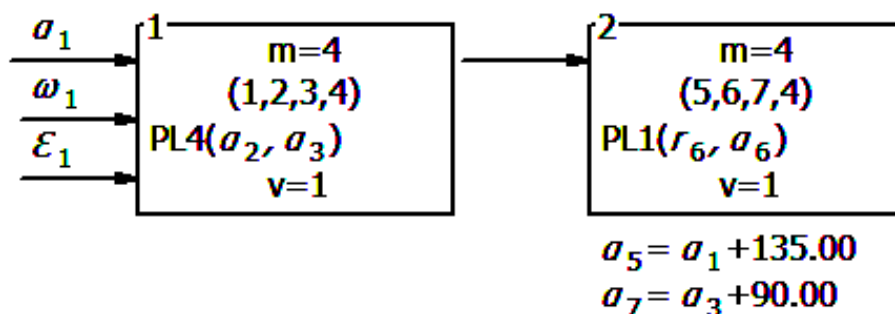 a₁
ω₁
ε₁
1
m=4
(1,2,3,4)
PL4(a₂, a₃)
v=1
2
m=4
(5,6,7,4)
PL1(r₆, a₆)
v=1
a₅= a₁+135.00
a₇= a₃+90.00